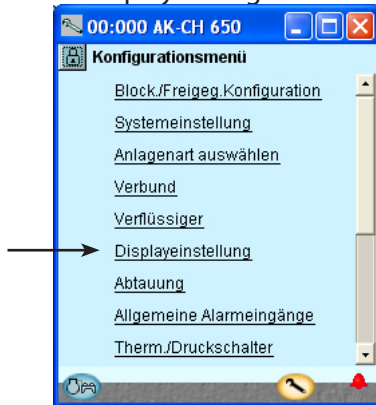 00:000 AK-CH 650
Konfigurationsmenü
Block./Freigeg.Konfiguration
Systemeinstellung
Anlagenart auswählen
Verbund
Verflüssiger
Displayeinstellung
Abtauung
Allgemeine Alarmeingänge
Therm./Druckschalter